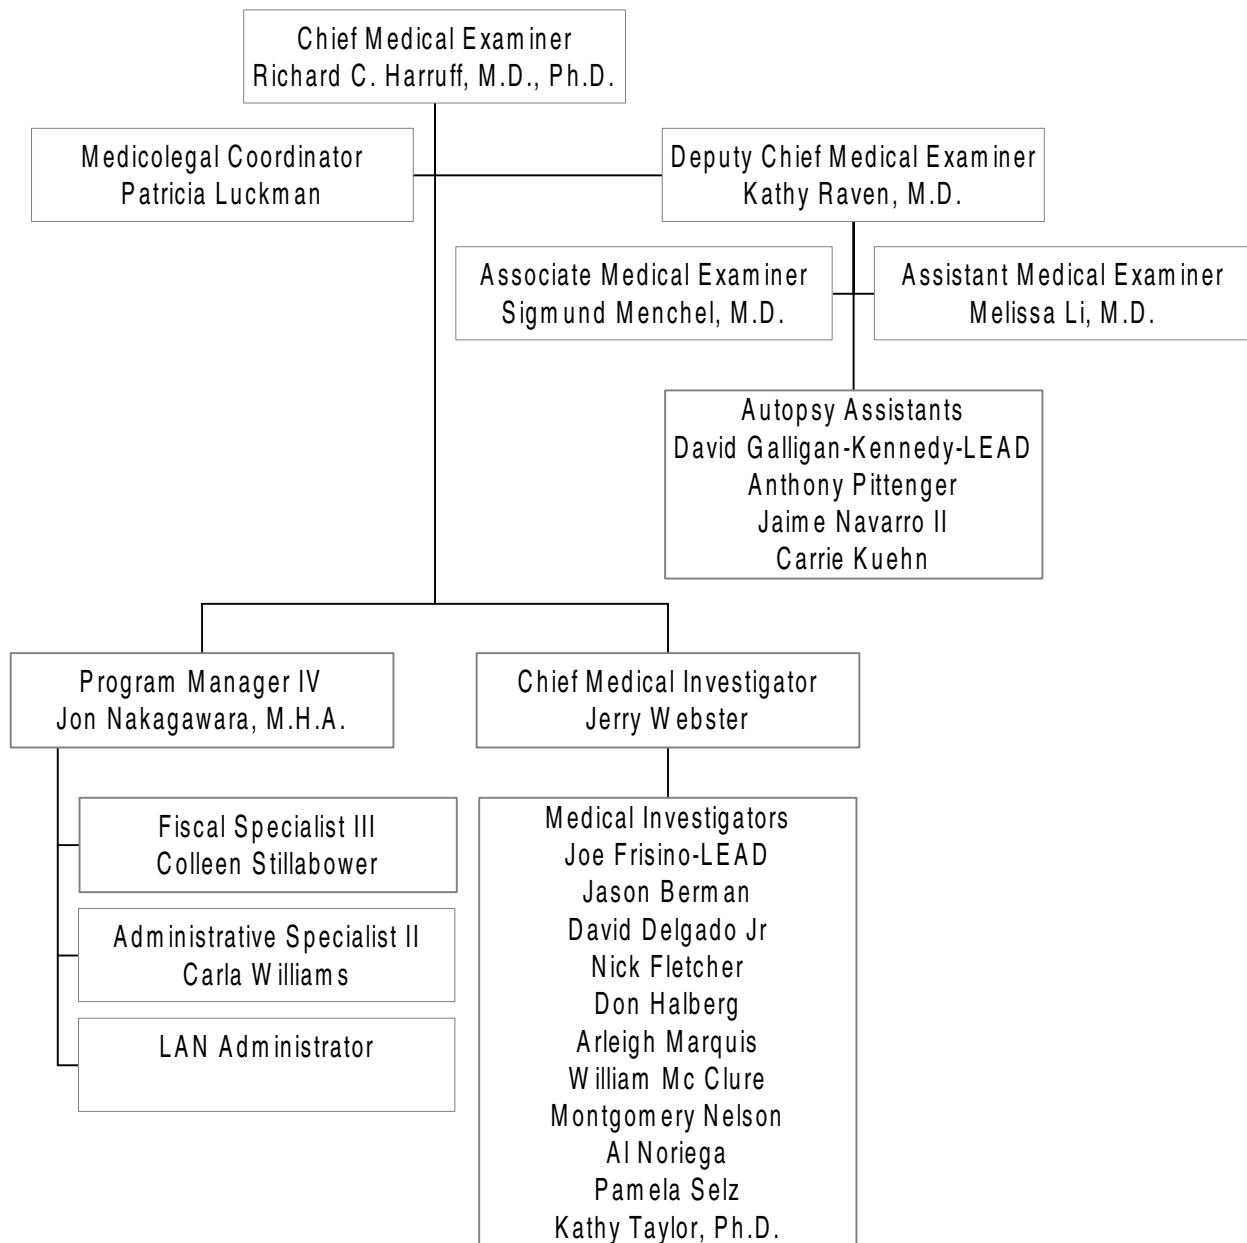 Chief Medical Examiner
Richard C. Harruff, M.D., Ph.D.
Medicolegal Coordinator
Patricia Luckman
Deputy Chief Medical Examiner
Kathy Raven, M.D.
Associate Medical Examiner
Sigmund Menchel, M.D.
Assistant Medical Examiner
Melissa Li, M.D.
Autopsy Assistants
David Galligan-Kennedy-LEAD
Anthony Pittenger
Jaime Navarro II
Carrie Kuehn
Program Manager IV
Jon Nakagawara, M.H.A.
Chief Medical Investigator
Jerry Webster
Fiscal Specialist III
Colleen Stillabower
Administrative Specialist II
Carla Williams
LAN Administrator
Medical Investigators
Joe Frisino-LEAD
Jason Berman
David Delgado Jr
Nick Fletcher
Don Halberg
Arleigh Marquis
William Mc Clure
Montgomery Nelson
Al Noriega
Pamela Selz
Kathy Taylor, Ph.D.